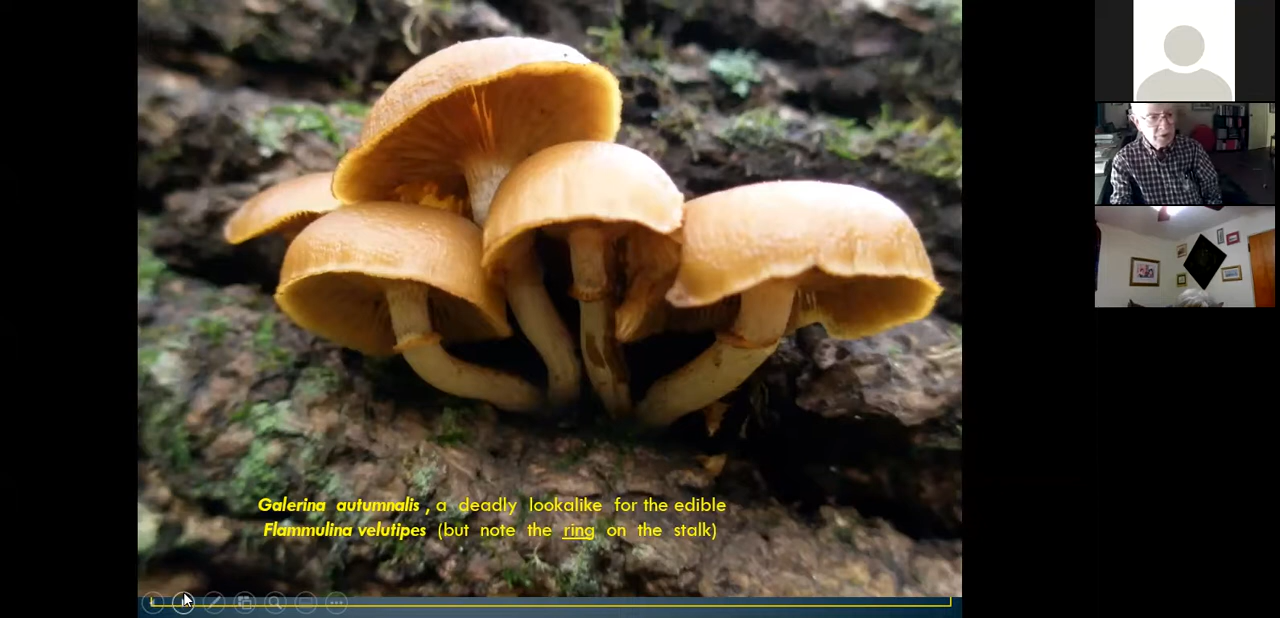 Galerina autumnalis , a deadly lookalike for the edible
Flammulina velutipes (but note the ring on the stalk)